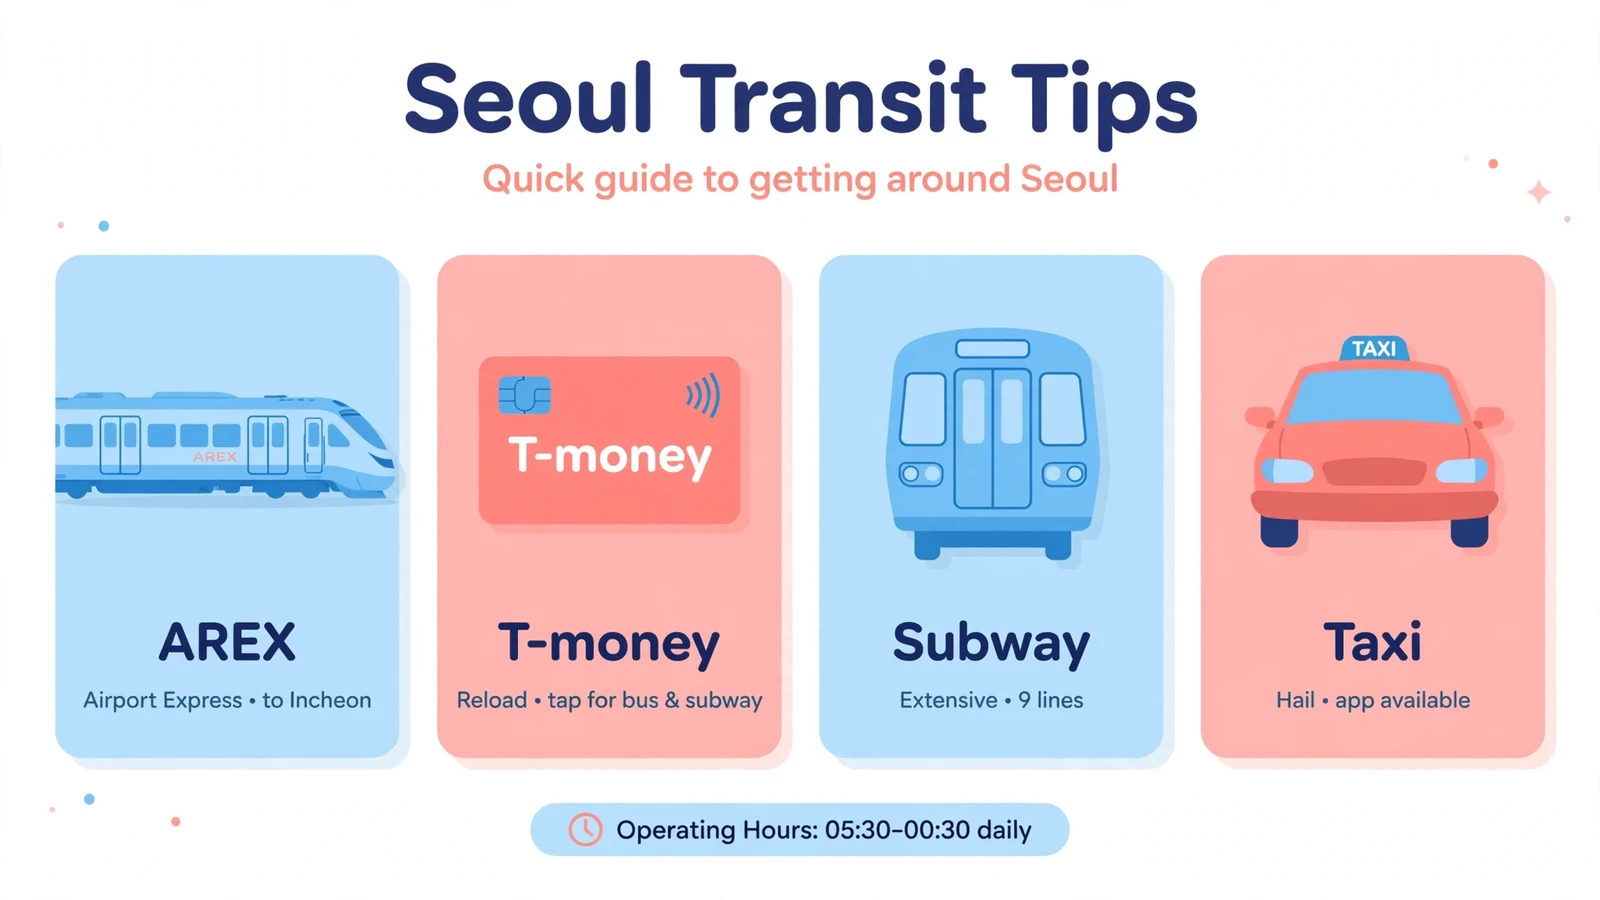 Seoul Transit Tips
Quick guide to getting around Seoul
AREX
T-money
TAXI
AREX
Airport Express • to Incheon
T-money
Reload • tap for bus & subway
Subway
Extensive • 9 lines
Taxi
Hail • app available
Operating Hours: 05:30–00:30 daily